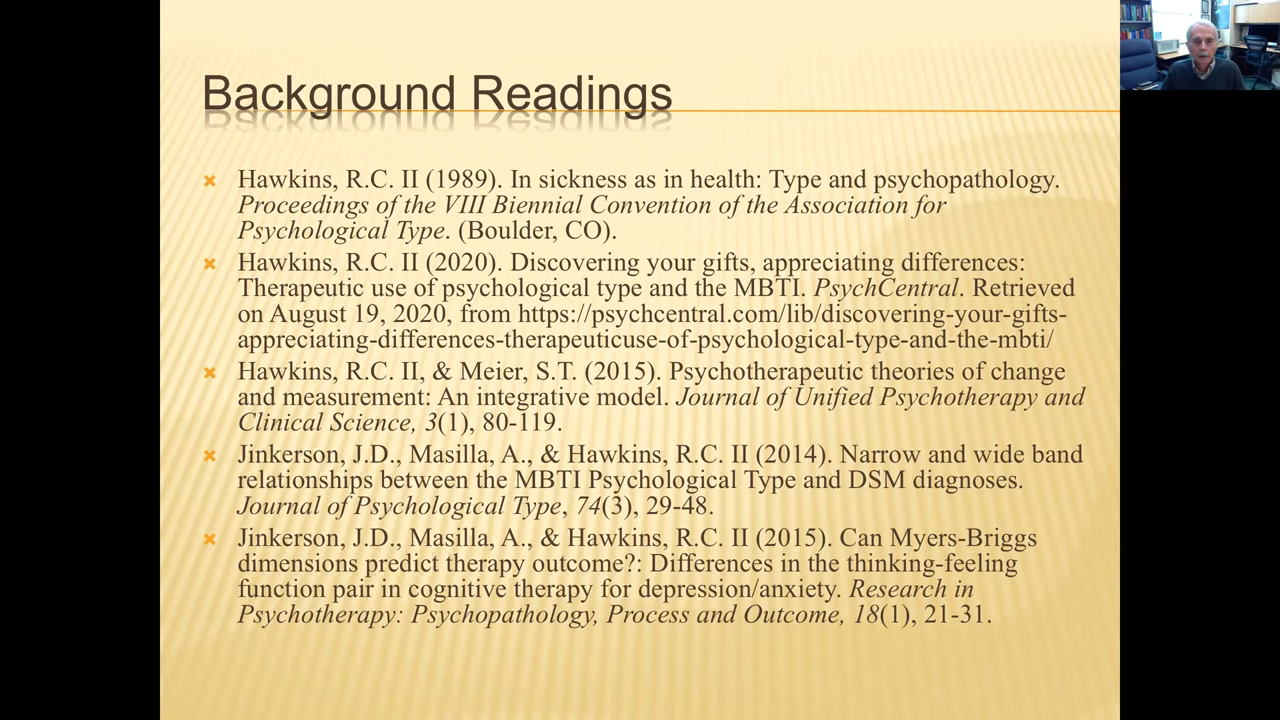 Background Readings
Hawkins, R.C. II (1989). In sickness as in health: Type and psychopathology.
Proceedings of the VIII Biennial Convention of the Association for
Psychological Type. (Boulder, CO).
Hawkins, R.C. II (2020). Discovering your gifts, appreciating differences:
Therapeutic use of psychological type and the MBTI. PsychCentral. Retrieved
on August 19, 2020, from https://psychcentral.com/lib/discovering-your-gifts-
appreciating-differences-therapeuticuse-of-psychological-type-and-the-mbti/
Hawkins, R.C. II, & Meier, S.T. (2015). Psychotherapeutic theories of change
and measurement: An integrative model. Journal of Unified Psychotherapy and
Clinical Science, 3(1), 80-119.
Jinkerson, J.D., Masilla, A., & Hawkins, R.C. II (2014). Narrow and wide band
relationships between the MBTI Psychological Type and DSM diagnoses.
Journal of Psychological Type, 74(3), 29-48.
Jinkerson, J.D., Masilla, A., & Hawkins, R.C. II (2015). Can Myers-Briggs
dimensions predict therapy outcome?: Differences in the thinking-feeling
function pair in cognitive therapy for depression/anxiety. Research in
Psychotherapy: Psychopathology, Process and Outcome, 18(1), 21-31.